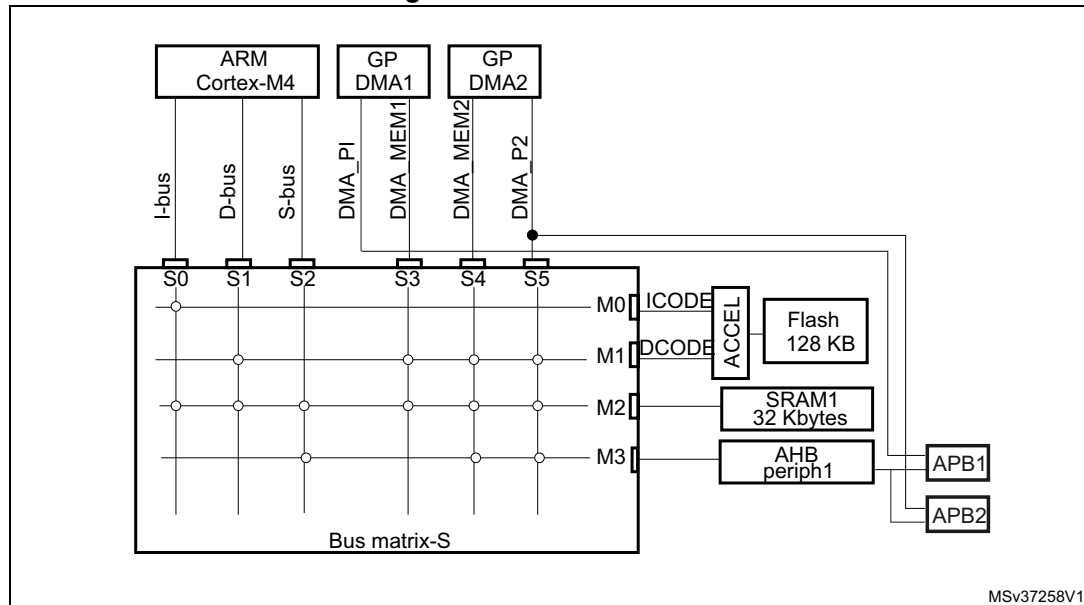 ARM
Cortex-M4
GP
DMA1
GP
DMA2
I-bus
D-bus
S-bus
DMA_PI
DMA_MEM1
DMA_MEM2
DMA_P2
S0
S1
S2
S3
S4
S5
M0
ICODE
M1
DCODE
ACCEL
Flash
128 KB
M2
SRAM1
32 Kbytes
M3
AHB
periph1
APB1
APB2
Bus matrix-S
MSv37258V1